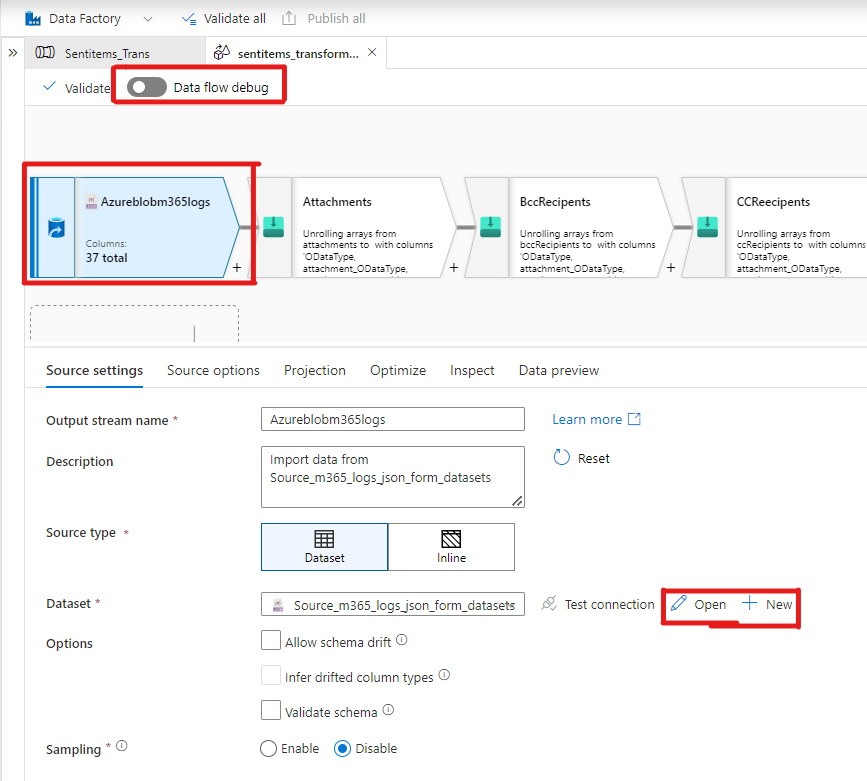 Data Factory
Validate all
Publish all
Sentitems_Trans
sentitems_transform...
Validate
Data flow debug
Azureblobm365logs
Columns:
37 total
+
Attachments
Unrolling arrays from
attachments to with columns
'ODataType,
attachment_ODataType,
+
BccRecipents
Unrolling arrays from
bccRecipients to with columns
'ODataType,
attachment_ODataType,
+
CCReecipents
Unrolling arrays from
ccRecipients to with columns
'ODataType,
attachment_ODataType,
Source settings
Source options
Projection
Optimize
Inspect
Data preview
Output stream name *
Azureblobm365logs
Learn more
Description
Import data from
Source_m365_logs_json_form_datasets
Reset
Source type *
Dataset
Inline
Dataset *
Source_m365_logs_json_form_datasets
Test connection
Open
New
Options
Allow schema drift
Infer drifted column types
Validate schema
Sampling *
Enable
Disable